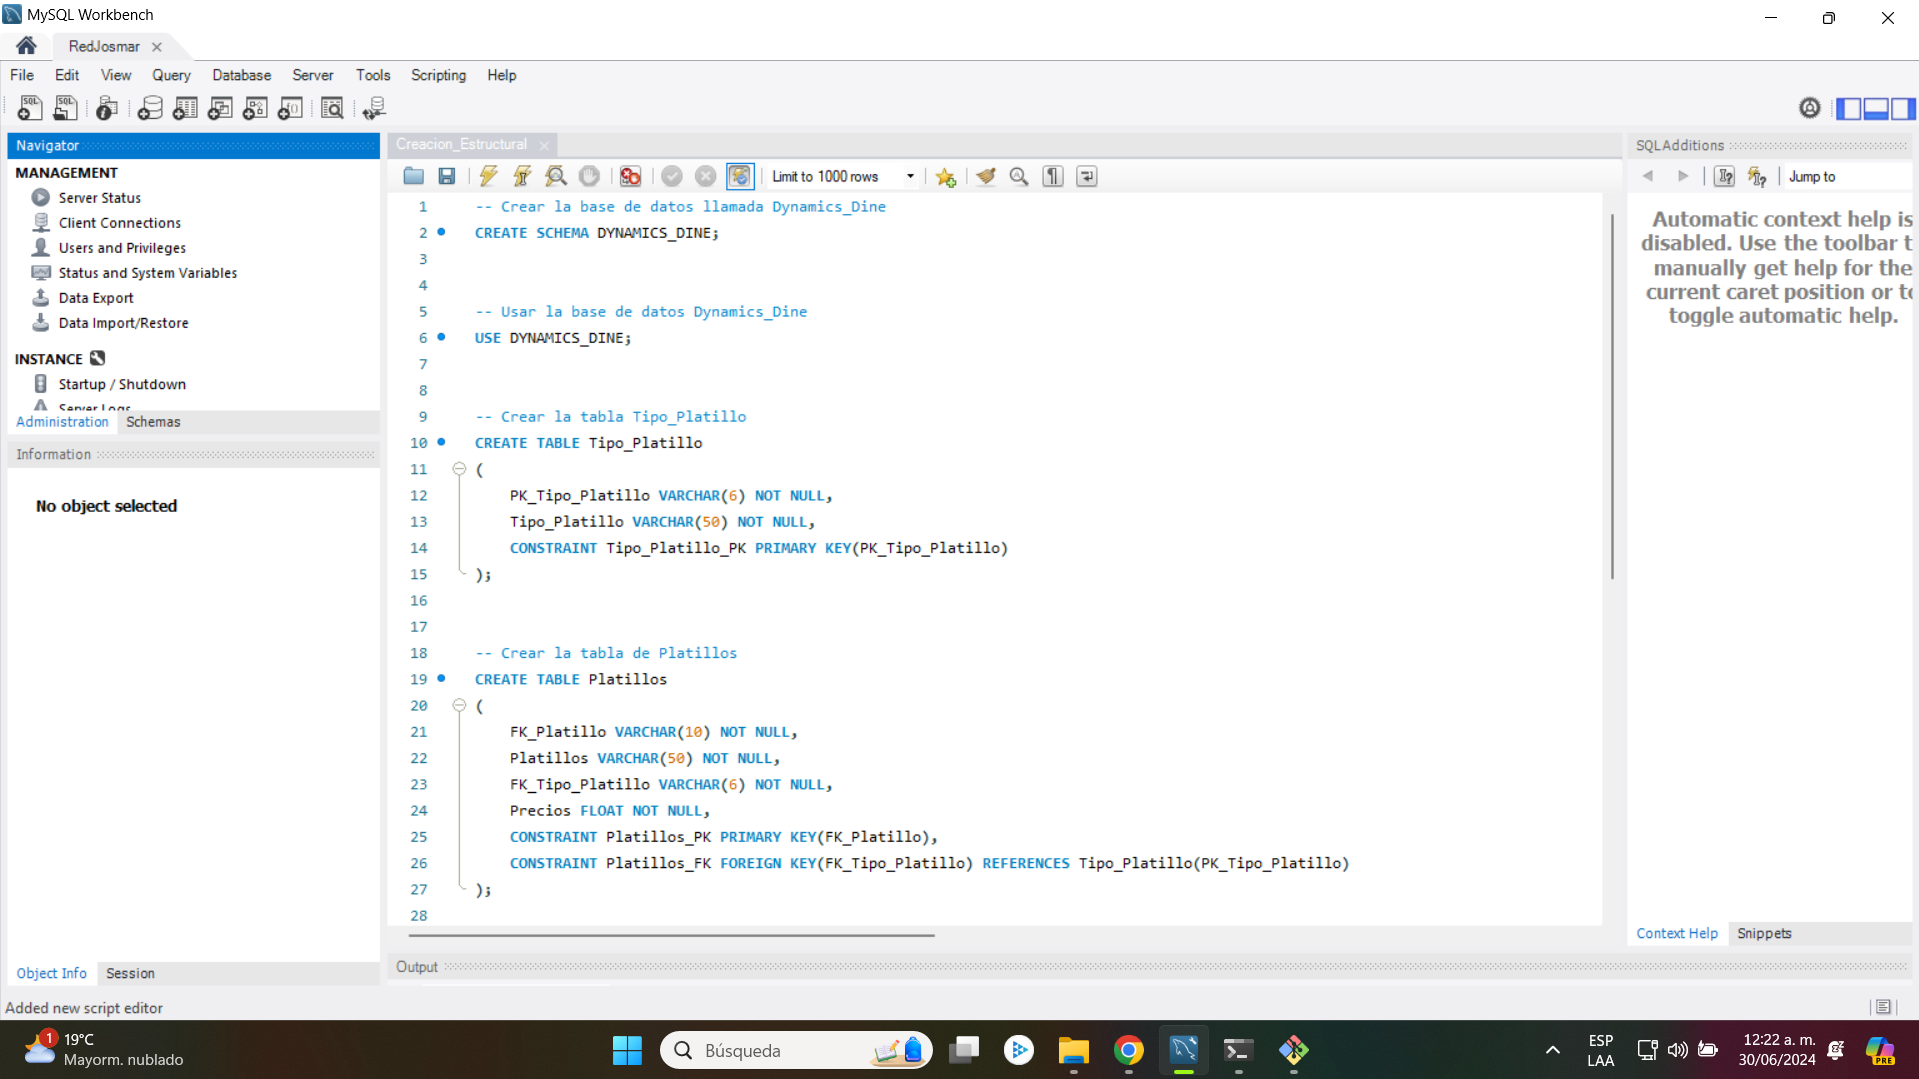 MySQL Workbench
RedJosmar
File Edit View Query Database Server Tools Scripting Help
Navigator
MANAGEMENT
Server Status
Client Connections
Users and Privileges
Status and System Variables
Data Export
Data Import/Restore
INSTANCE
Startup / Shutdown
Server Logs
Administration Schemas
Information
No object selected
Object Info Session
Added new script editor
Creacion_Estructural
Limit to 1000 rows
1 -- Crear la base de datos llamada Dynamics_Dine
2 CREATE SCHEMA DYNAMICS_DINE;
3
4
5 -- Usar la base de datos Dynamics_Dine
6 USE DYNAMICS_DINE;
7
8
9 -- Crear la tabla Tipo_Platillo
10 CREATE TABLE Tipo_Platillo
11 (
12 PK_Tipo_Platillo VARCHAR(6) NOT NULL,
13 Tipo_Platillo VARCHAR(50) NOT NULL,
14 CONSTRAINT Tipo_Platillo_PK PRIMARY KEY(PK_Tipo_Platillo)
15 );
16
17
18 -- Crear la tabla de Platillos
19 CREATE TABLE Platillos
20 (
21 FK_Platillo VARCHAR(10) NOT NULL,
22 Platillos VARCHAR(50) NOT NULL,
23 FK_Tipo_Platillo VARCHAR(6) NOT NULL,
24 Precios FLOAT NOT NULL,
25 CONSTRAINT Platillos_PK PRIMARY KEY(FK_Platillo),
26 CONSTRAINT Platillos_FK FOREIGN KEY(FK_Tipo_Platillo) REFERENCES Tipo_Platillo(PK_Tipo_Platillo)
27 );
28
Output
SQLAdditions
Jump to
Automatic context help is
disabled. Use the toolbar t
manually get help for the
current caret position or to
toggle automatic help.
Context Help Snippets
1
19°C
Mayorm. nublado
Búsqueda
ESP
LAA
12:22 a. m.
30/06/2024
PRE